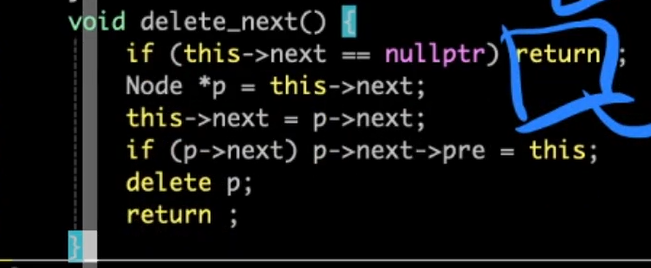 void delete_next() {
if (this->next == nullptr) return ;
Node *p = this->next;
this->next = p->next;
if (p->next) p->next->pre = this;
delete p;
return ;
}